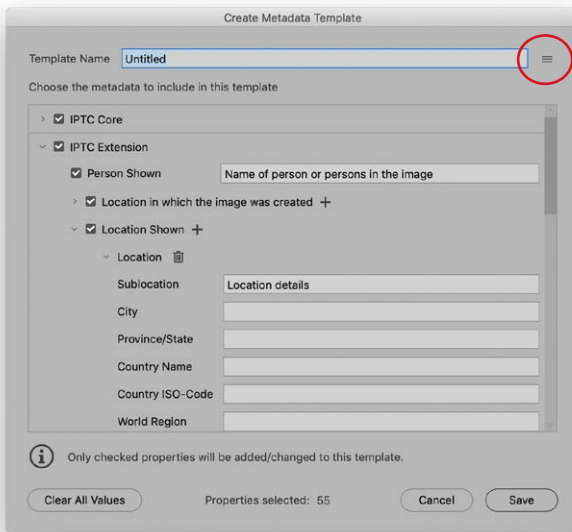 Create Metadata Template
Template Name Untitled
Choose the metadata to include in this template
IPTC Core
IPTC Extension
Person Shown Name of person or persons in the image
Location in which the image was created +
Location Shown +
Location
Sublocation Location details
City
Province/State
Country Name
Country ISO-Code
World Region
Only checked properties will be added/changed to this template.
Clear All Values Properties selected: 55 Cancel Save